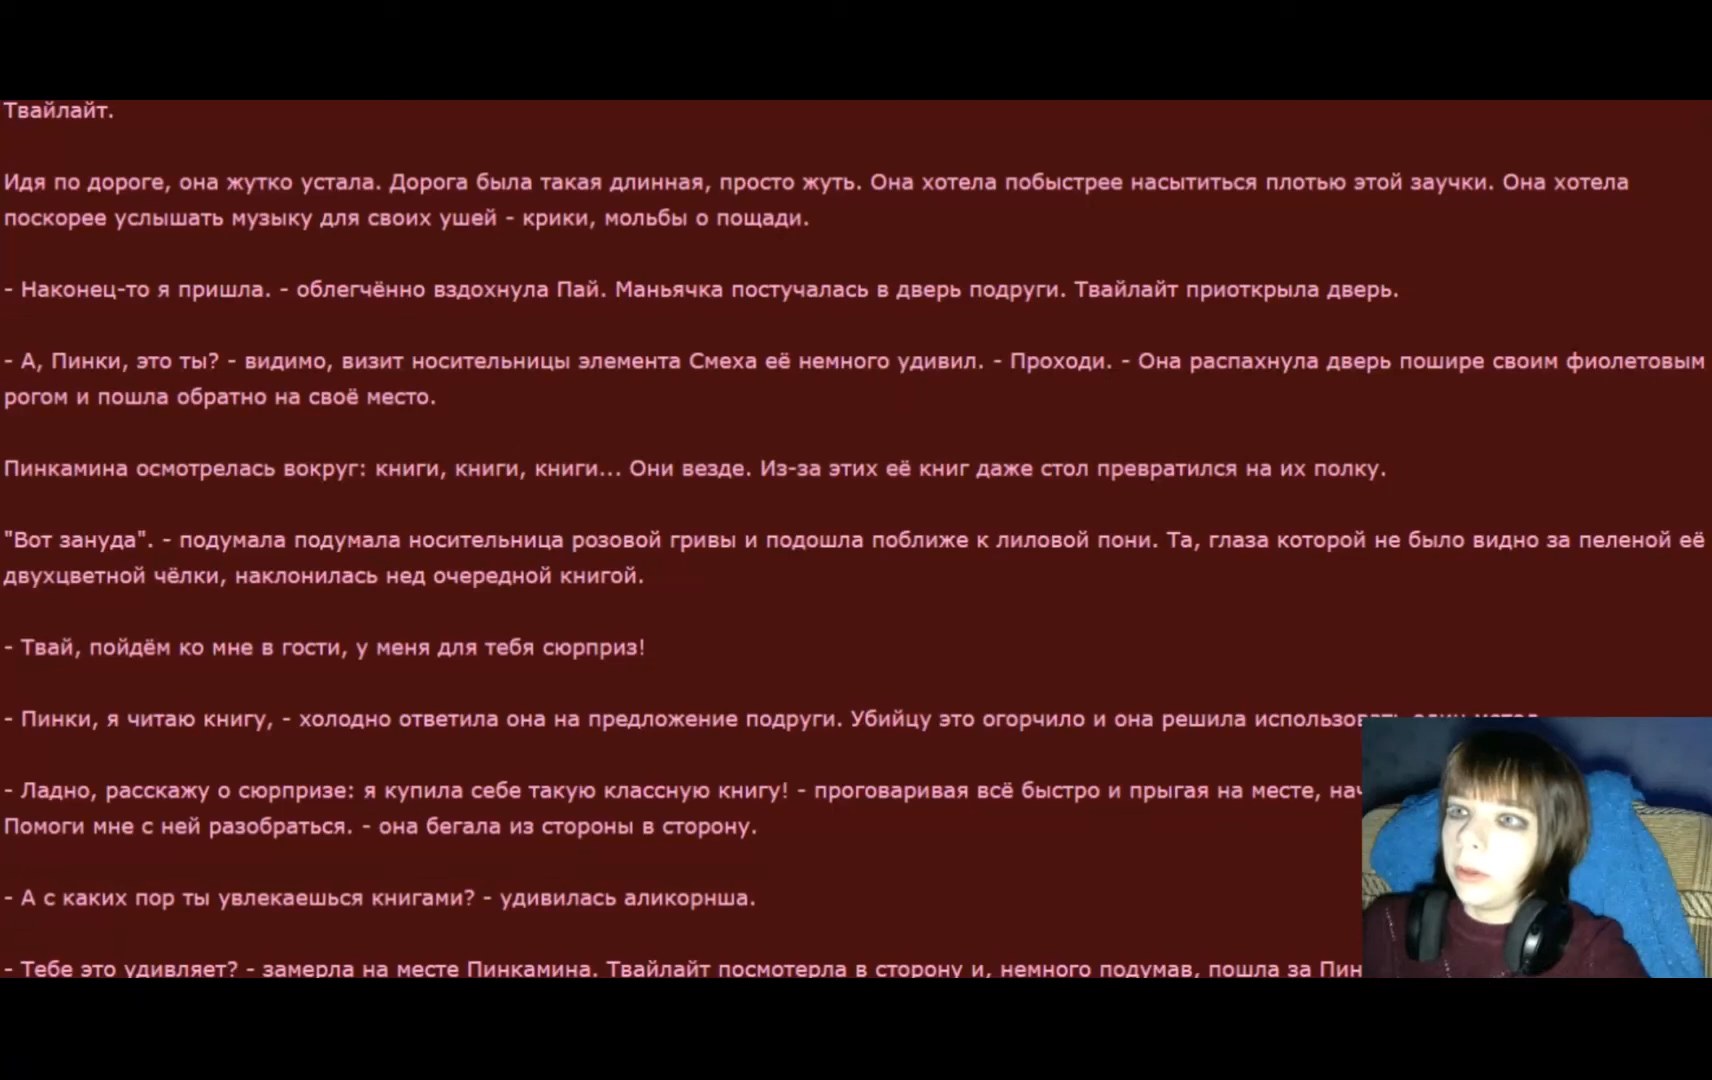 Твайлайт.
Идя по дороге, она жутко устала. Дорога была такая длинная, просто жуть. Она хотела побыстрее насытиться плотью этой заучки. Она хотела
поскорее услышать музыку для своих ушей - крики, мольбы о пощади.
- Наконец-то я пришла. - облегчённо вздохнула Пай. Маньячка постучалась в дверь подруги. Твайлайт приоткрыла дверь.
- А, Пинки, это ты? - видимо, визит носительницы элемента Смеха её немного удивил. - Проходи. - Она распахнула дверь пошире своим фиолетовым
рогом и пошла обратно на своё место.
Пинкамина осмотрелась вокруг: книги, книги, книги... Они везде. Из-за этих её книг даже стол превратился на их полку.
"Вот зануда". - подумала подумала носительница розовой гривы и подошла поближе к лиловой пони. Та, глаза которой не было видно за пеленой её
двухцветной чёлки, наклонилась нед очередной книгой.
- Твай, пойдём ко мне в гости, у меня для тебя сюрприз!
- Пинки, я читаю книгу, - холодно ответила она на предложение подруги. Убийцу это огорчило и она решила использовать один метод
- Ладно, расскажу о сюрпризе: я купила себе такую классную книгу! - проговаривая всё быстро и прыгая на месте,
Помоги мне с ней разобраться. - она бегала из стороны в сторону.
- А с каких пор ты увлекаешься книгами? - удивилась аликорнша.
- Тебе это удивляет? - замерла на месте Пинкамина. Твайлайт посмотерла в сторону и, немного подумав, пошла за